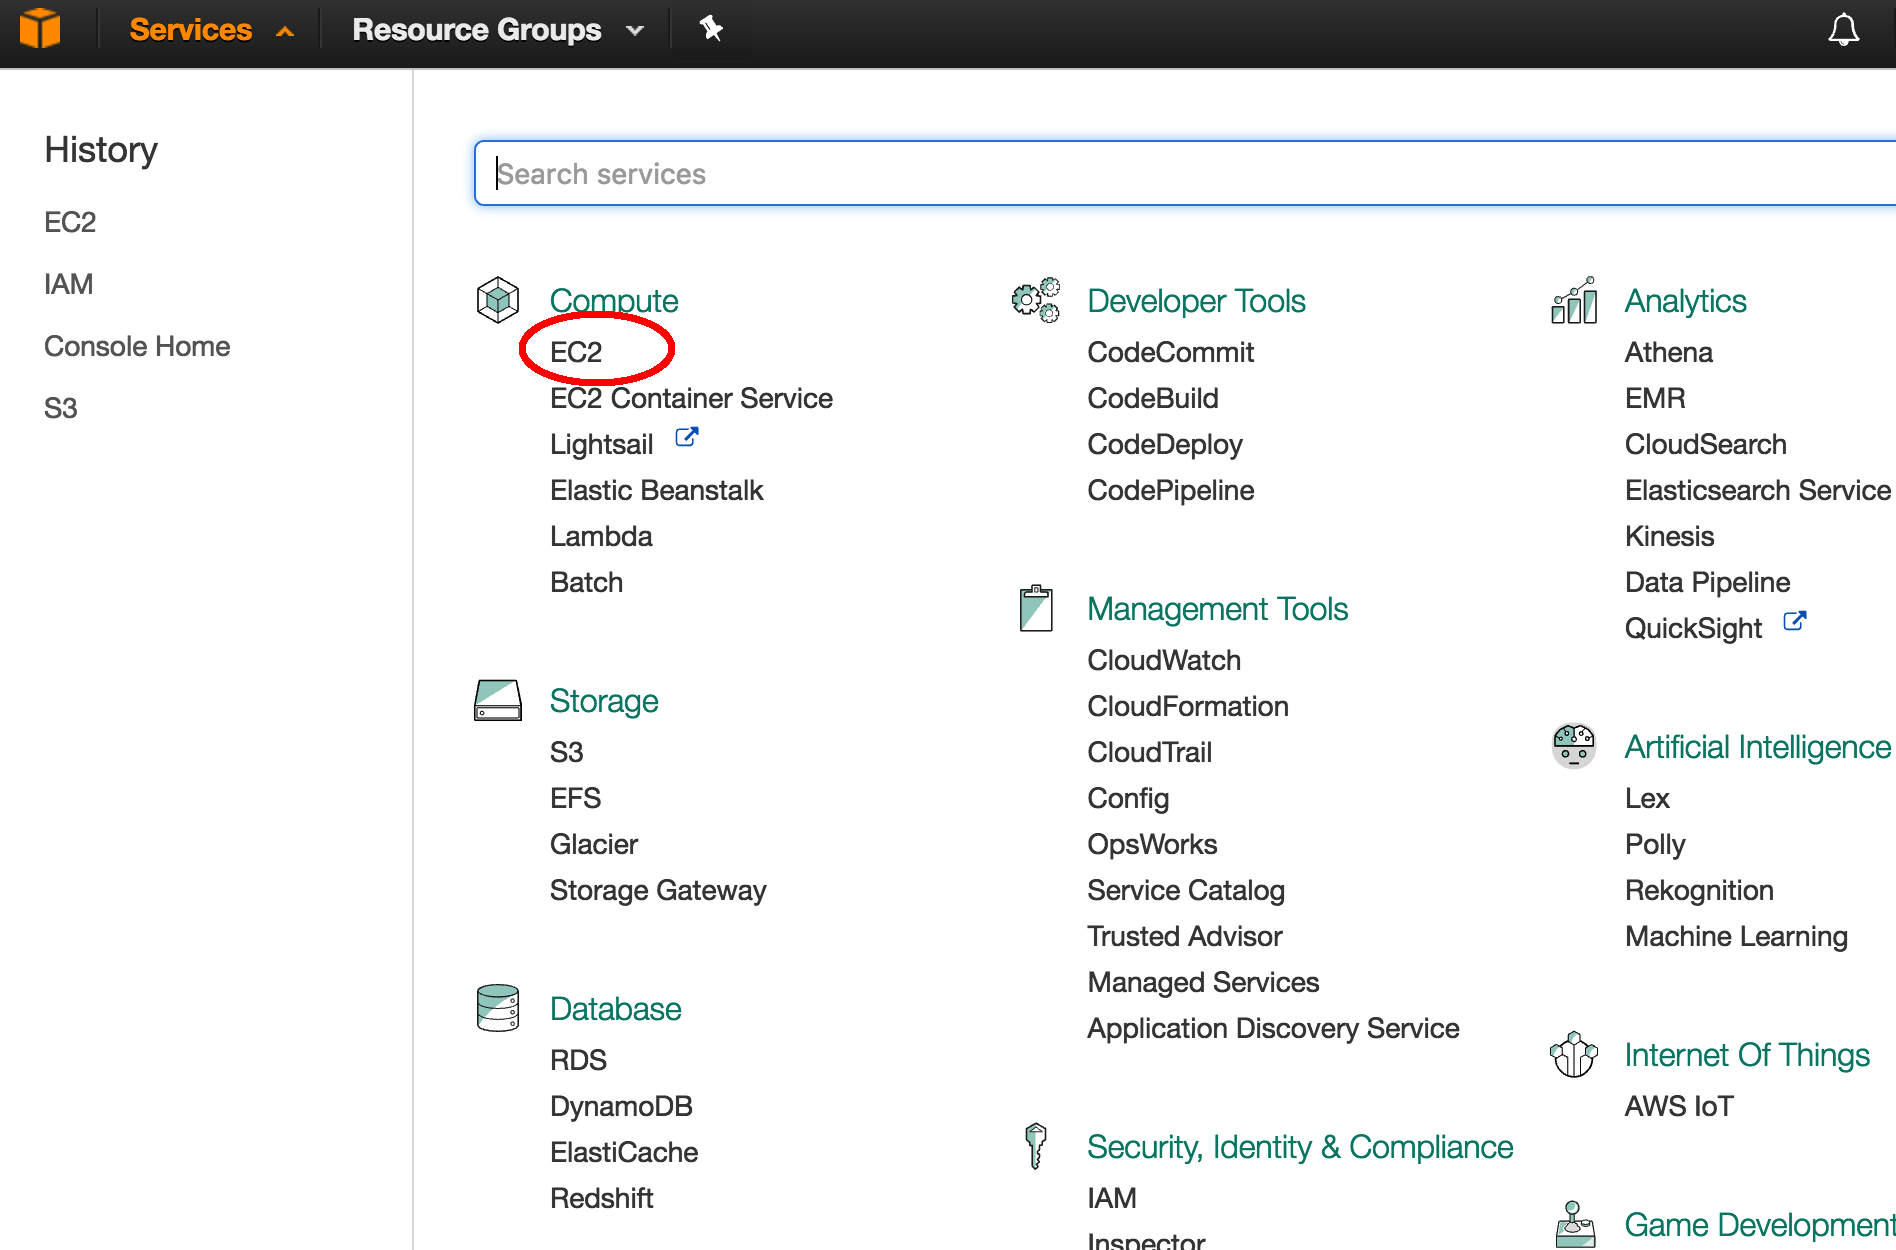 Services
Resource Groups
History
EC2
IAM
Console Home
S3
Search services
Compute
EC2
EC2 Container Service
Lightsail
Elastic Beanstalk
Lambda
Batch
Storage
S3
EFS
Glacier
Storage Gateway
Database
RDS
DynamoDB
ElastiCache
Redshift
Developer Tools
CodeCommit
CodeBuild
CodeDeploy
CodePipeline
Management Tools
CloudWatch
CloudFormation
CloudTrail
Config
OpsWorks
Service Catalog
Trusted Advisor
Managed Services
Application Discovery Service
Security, Identity & Compliance
IAM
Inspector
Analytics
Athena
EMR
CloudSearch
Elasticsearch Service
Kinesis
Data Pipeline
QuickSight
Artificial Intelligence
Lex
Polly
Rekognition
Machine Learning
Internet Of Things
AWS IoT
Game Development